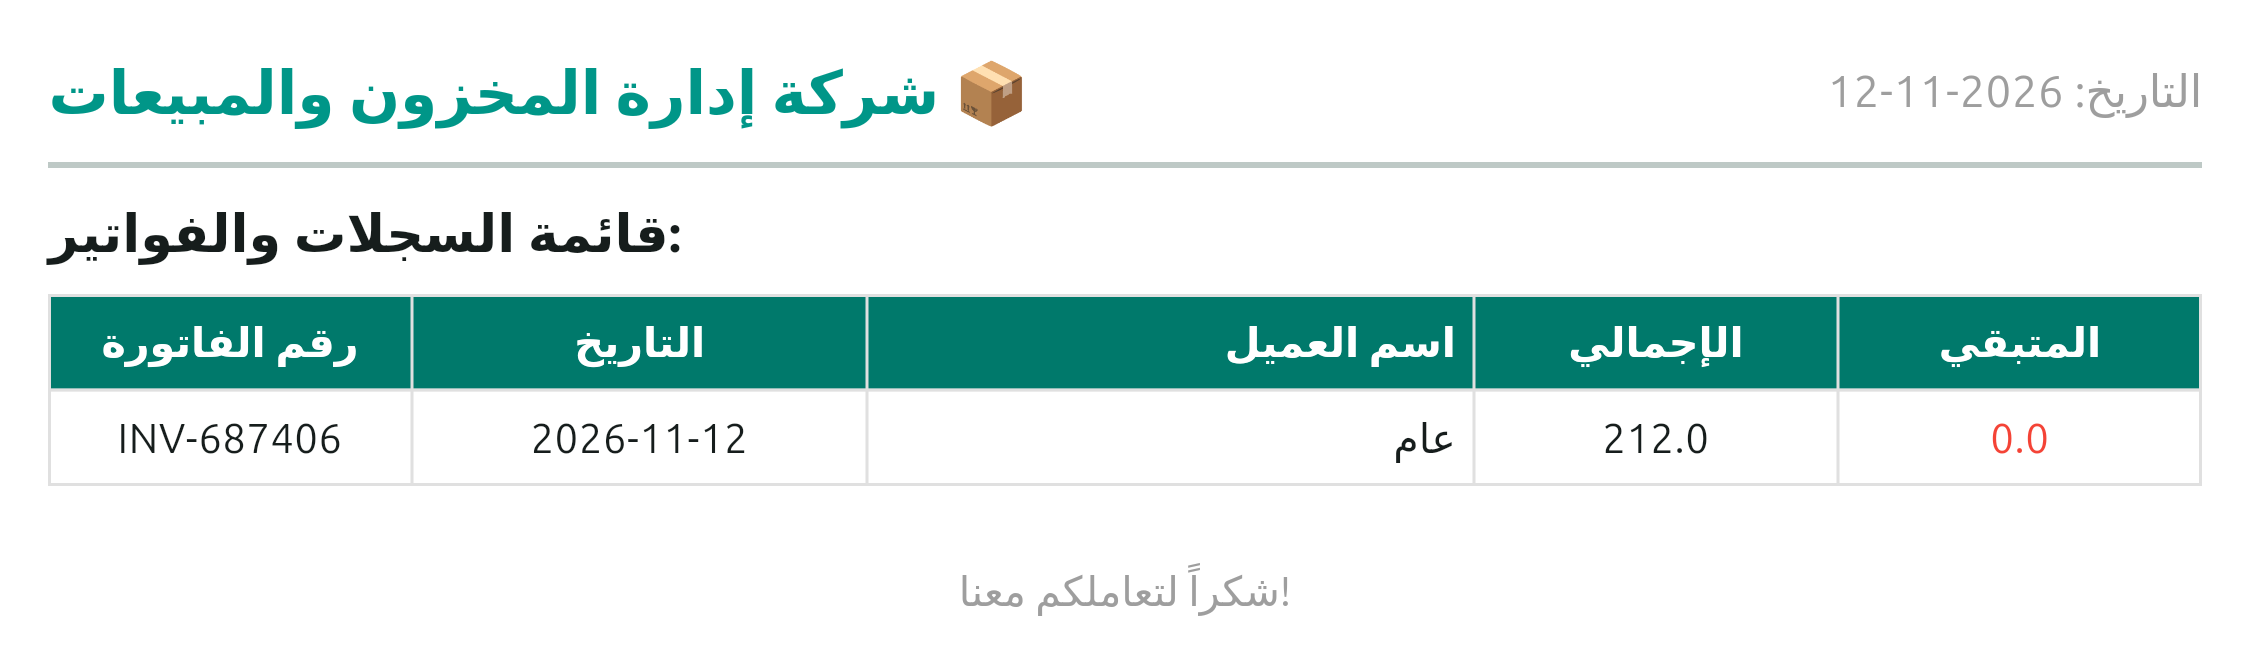 📦 شركة إدارة المخزون والمبيعات
التاريخ: 2026-11-12
قائمة السجلات والفواتير:
رقم الفاتورة التاريخ اسم العميل الإجمالي المتبقي
INV-687406 2026-11-12 عام 212.0 0.0
شكراً لتعاملكم معنا!